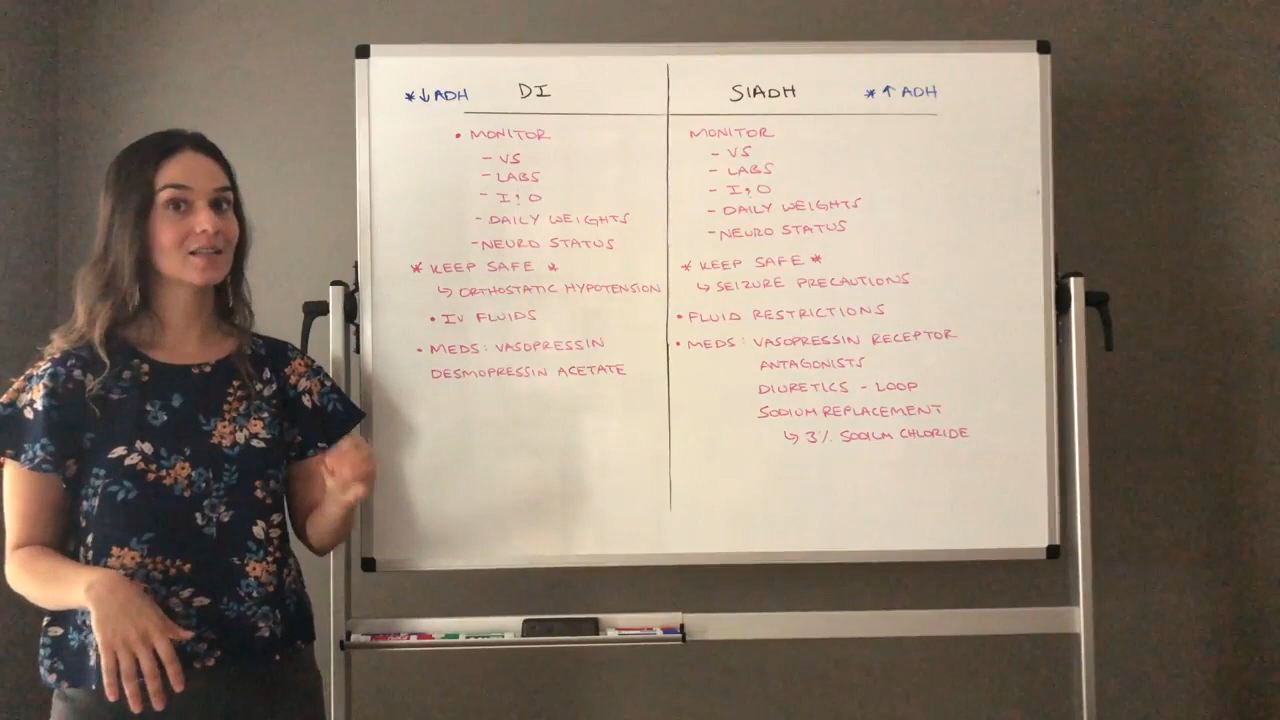 * ↓ ADH DI
• MONITOR
- VS
- LABS
- I & O
- DAILY WEIGHTS
- NEURO STATUS
* KEEP SAFE *
↳ ORTHOSTATIC HYPOTENSION
• IV FLUIDS
• MEDS: VASOPRESSIN
DESMOPRESSIN ACETATE
SIADH * ↑ ADH
MONITOR
- VS
- LABS
- I & O
- DAILY WEIGHTS
- NEURO STATUS
* KEEP SAFE *
↳ SEIZURE PRECAUTIONS
• FLUID RESTRICTIONS
• MEDS: VASOPRESSIN RECEPTOR
ANTAGONISTS
DIURETICS - LOOP
SODIUM REPLACEMENT
↳ 3% SODIUM CHLORIDE